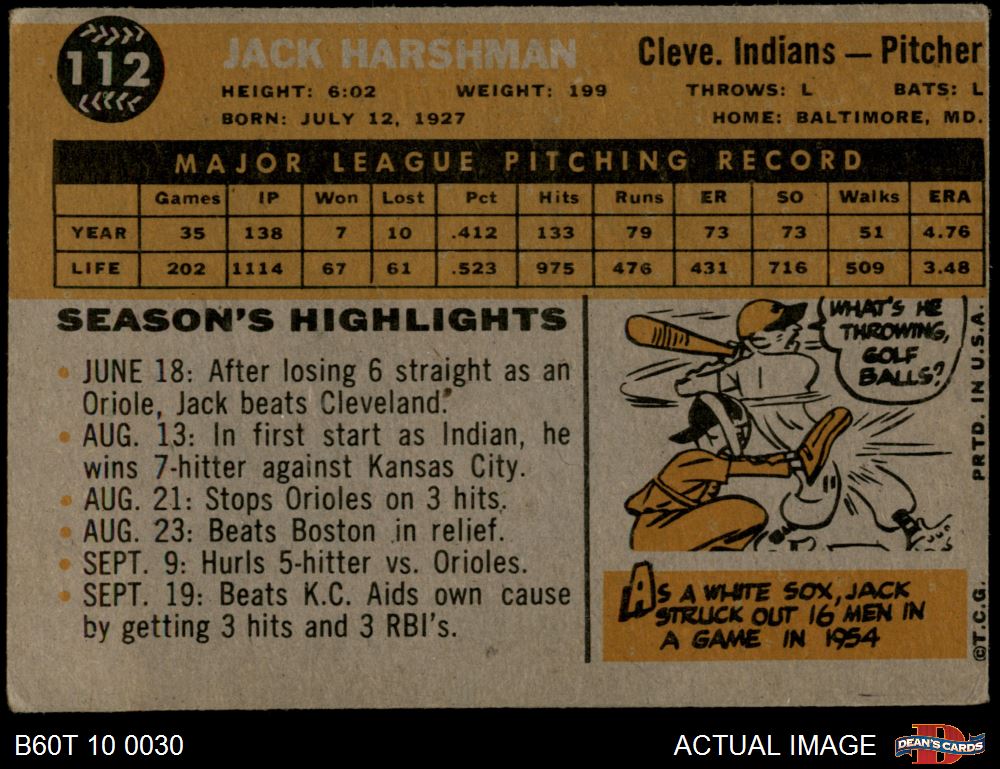 112
JACK HARSHMAN
Cleve. Indians — Pitcher
HEIGHT: 6:02 WEIGHT: 199 THROWS: L BATS: L
BORN: JULY 12, 1927 HOME: BALTIMORE, MD.
MAJOR LEAGUE PITCHING RECORD
Games IP Won Lost Pct Hits Runs ER SO Walks ERA
YEAR 35 138 7 10 .412 133 79 73 73 51 4.76
LIFE 202 1114 67 61 .523 975 476 431 716 509 3.48
SEASON'S HIGHLIGHTS
• JUNE 18: After losing 6 straight as an
Oriole, Jack beats Cleveland.
• AUG. 13: In first start as Indian, he
wins 7-hitter against Kansas City.
• AUG. 21: Stops Orioles on 3 hits.
• AUG. 23: Beats Boston in relief.
• SEPT. 9: Hurls 5-hitter vs. Orioles.
• SEPT. 19: Beats K.C. Aids own cause
by getting 3 hits and 3 RBI's.
WHAT'S HE
THROWING,
GOLF
BALLS?
AS A WHITE SOX, JACK
STRUCK OUT 16 MEN IN
A GAME IN 1954
©T.C.G. PRTD. IN U.S.A.
B60T 10 0030
ACTUAL IMAGE
D
DEAN'S CARDS